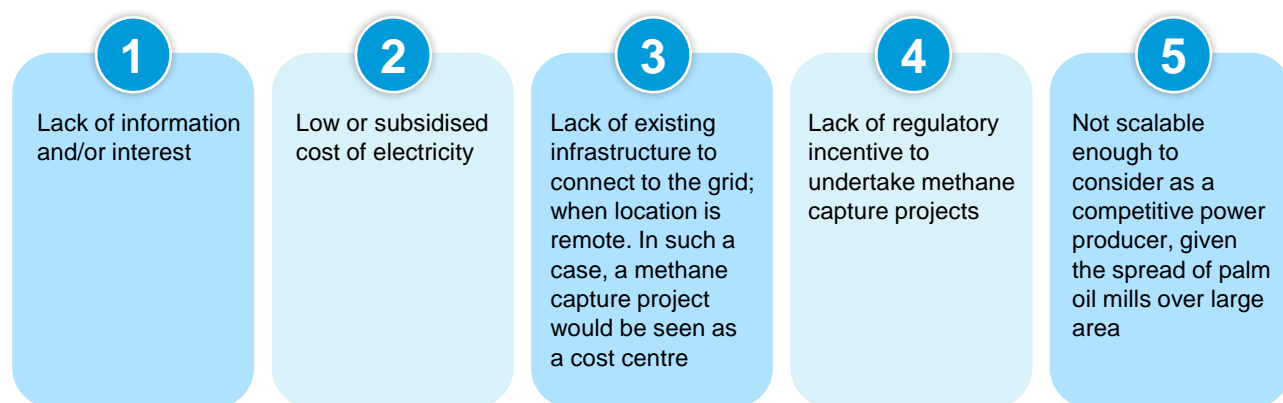 1
Lack of information
and/or interest
2
Low or subsidised
cost of electricity
3
Lack of existing
infrastructure to
connect to the grid;
when location is
remote. In such a
case, a methane
capture project
would be seen as
a cost centre
4
Lack of regulatory
incentive to
undertake methane
capture projects
5
Not scalable
enough to
consider as a
competitive power
producer, given
the spread of palm
oil mills over large
area